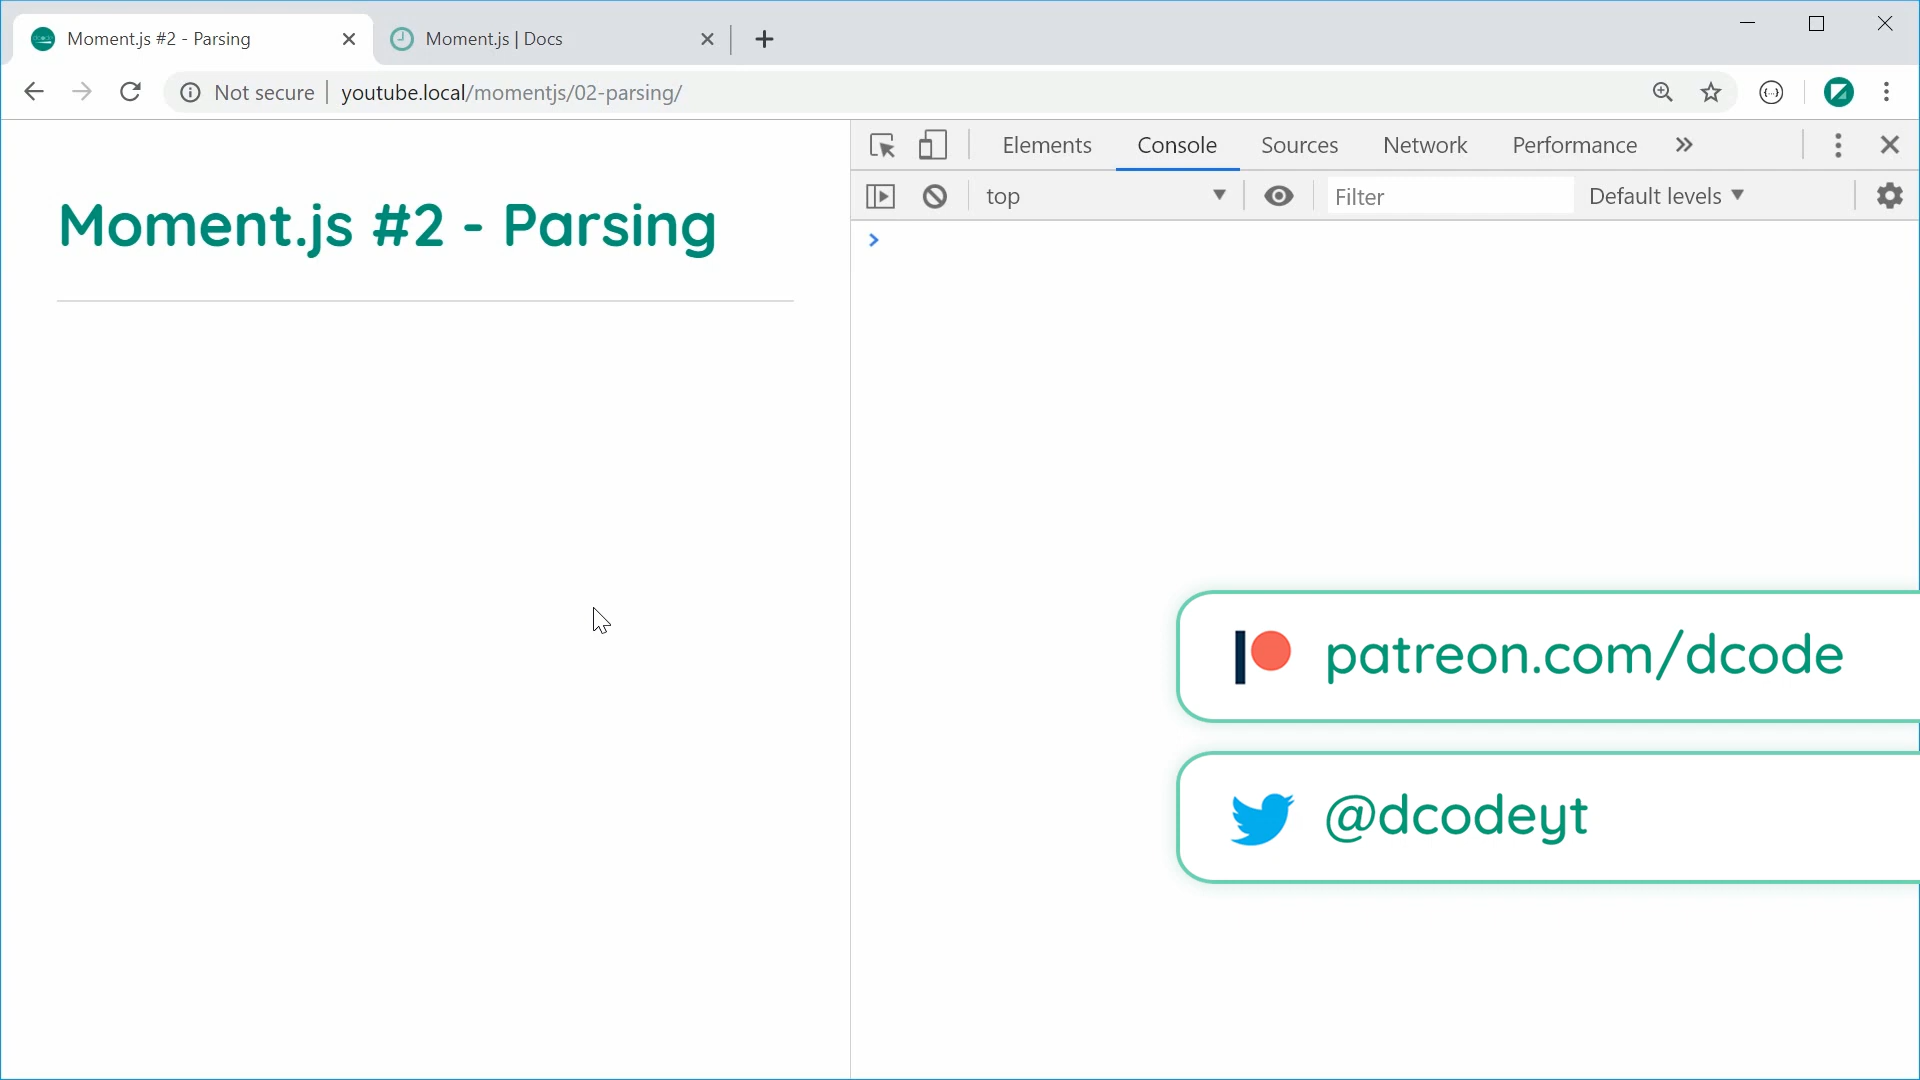 Moment.js #2 - Parsing
Moment.js | Docs
Not secure | youtube.local/momentjs/02-parsing/
Moment.js #2 - Parsing
Elements Console Sources Network Performance
top Filter Default levels
patreon.com/dcode
@dcodeyt